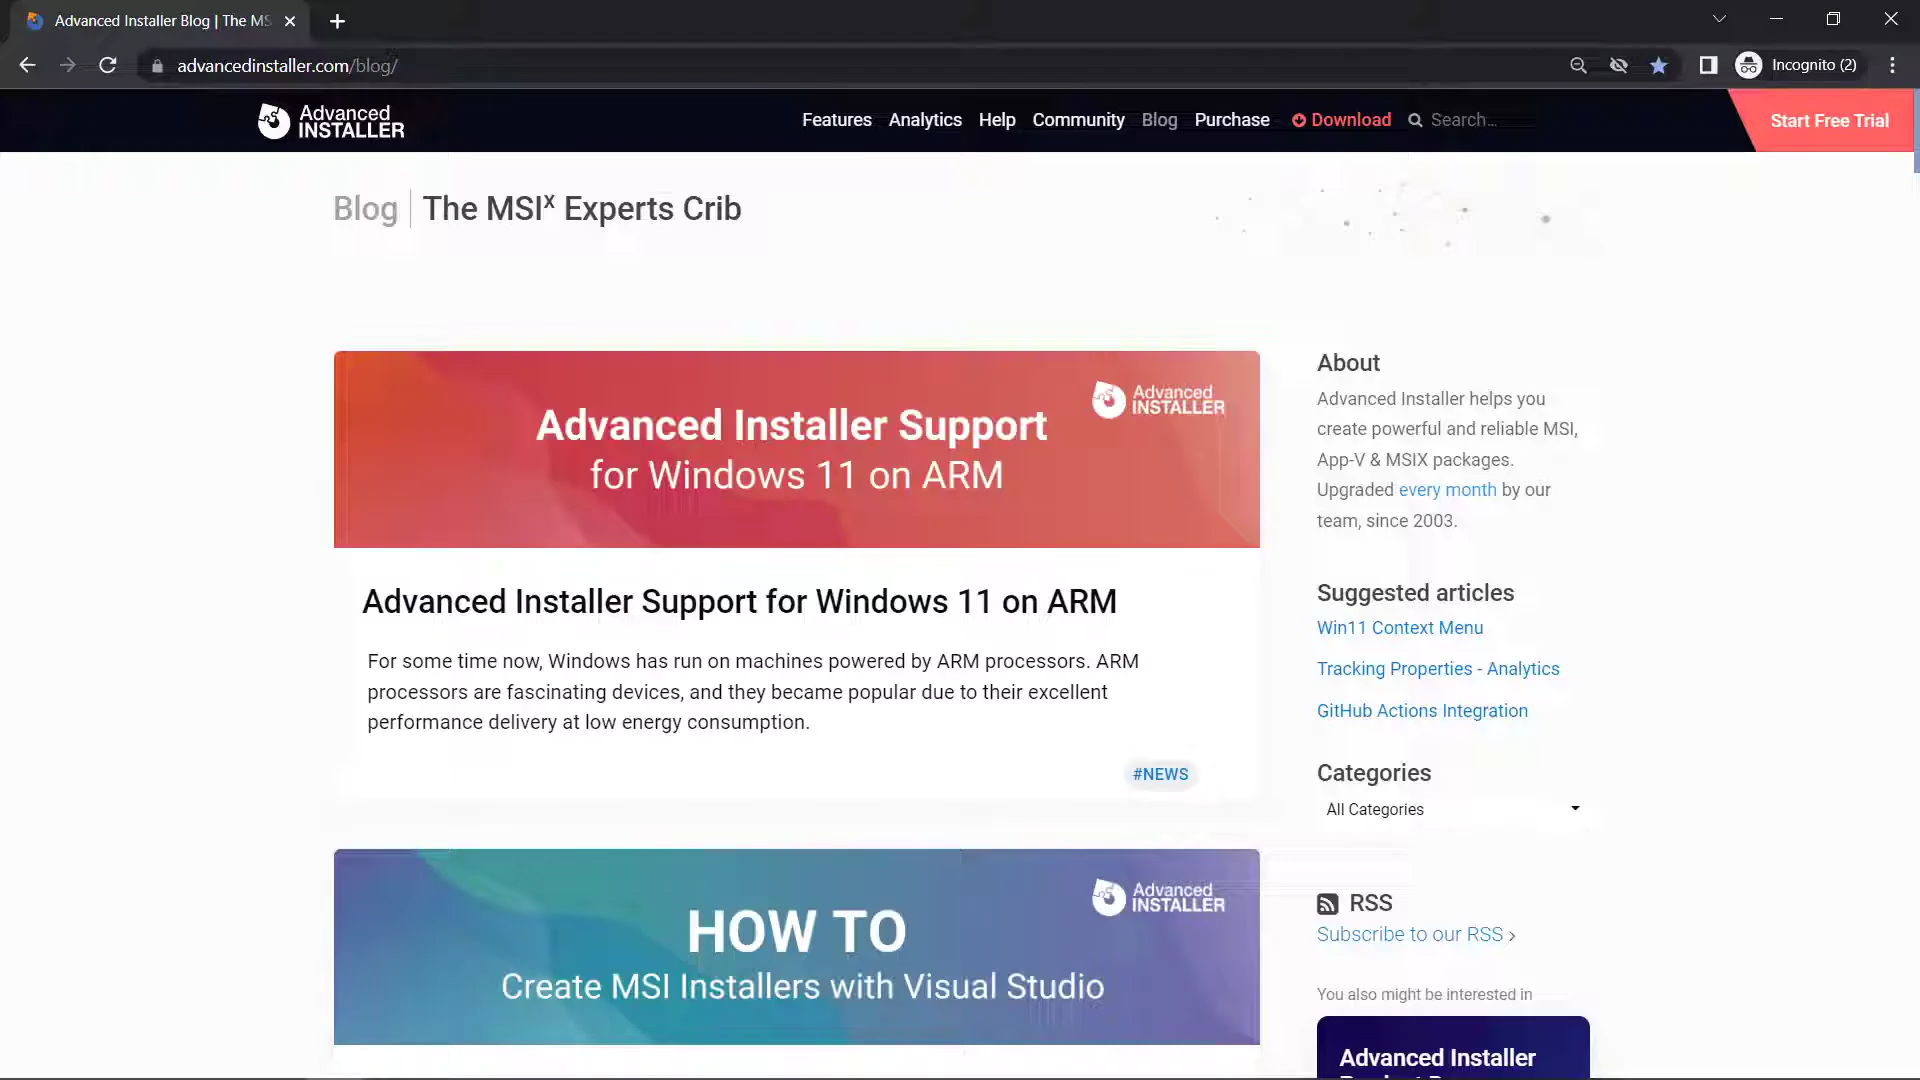 Advanced Installer Blog | The MS
advancedinstaller.com/blog/
Incognito (2)
Advanced
INSTALLER
Features
Analytics
Help
Community
Blog
Purchase
Download
Search...
Start Free Trial
Blog | The MSIX Experts Crib
Advanced
INSTALLER
Advanced Installer Support
for Windows 11 on ARM
Advanced Installer Support for Windows 11 on ARM
For some time now, Windows has run on machines powered by ARM processors. ARM
processors are fascinating devices, and they became popular due to their excellent
performance delivery at low energy consumption.
#NEWS
Advanced
INSTALLER
HOW TO
Create MSI Installers with Visual Studio
About
Advanced Installer helps you
create powerful and reliable MSI,
App-V & MSIX packages.
Upgraded every month by our
team, since 2003.
Suggested articles
Win11 Context Menu
Tracking Properties - Analytics
GitHub Actions Integration
Categories
All Categories
RSS
Subscribe to our RSS >
You also might be interested in
Advanced Installer